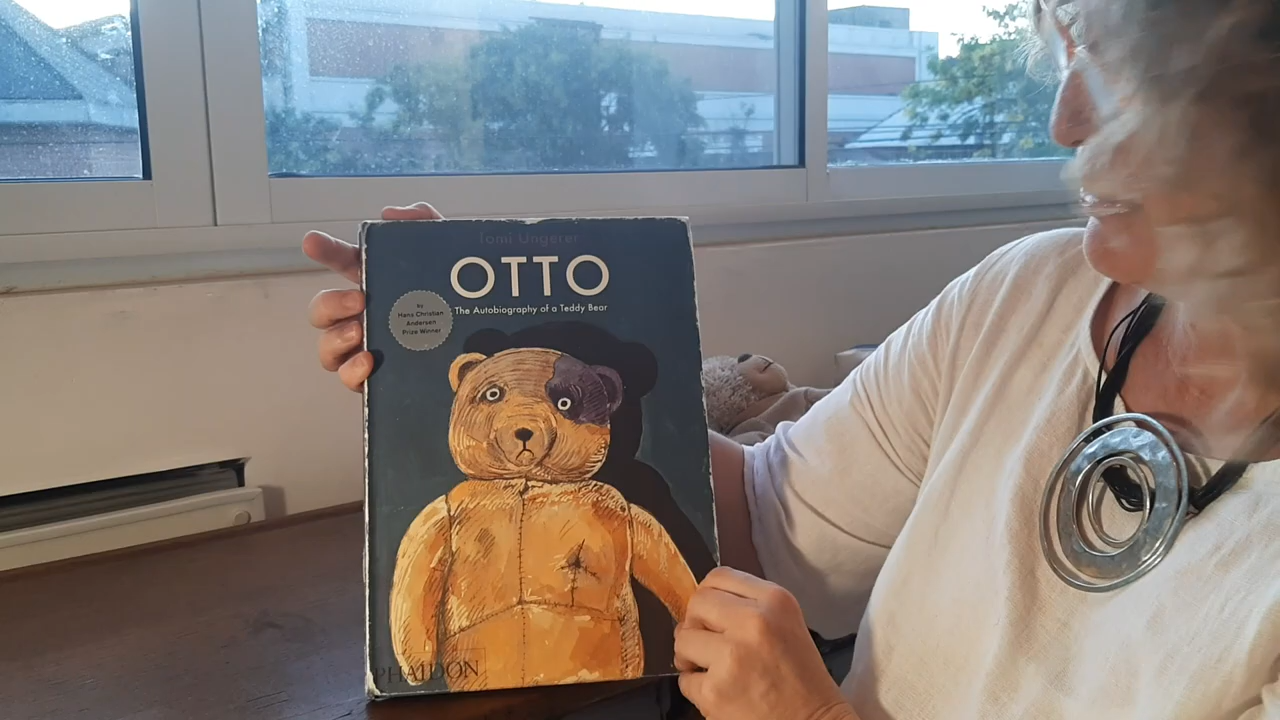 Tomi Ungerer
OTTO
The Autobiography of a Teddy Bear
by
Hans Christian
Andersen
Prize Winner
PHAIDON